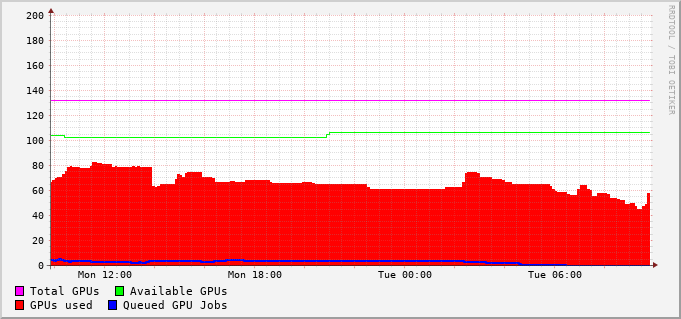 200
180
160
140
120
100
80
60
40
20
0
Mon 12:00 Mon 18:00 Tue 00:00 Tue 06:00
Total GPUs Available GPUs
GPUs used Queued GPU Jobs
RRDTOOL / TOBI OETIKER